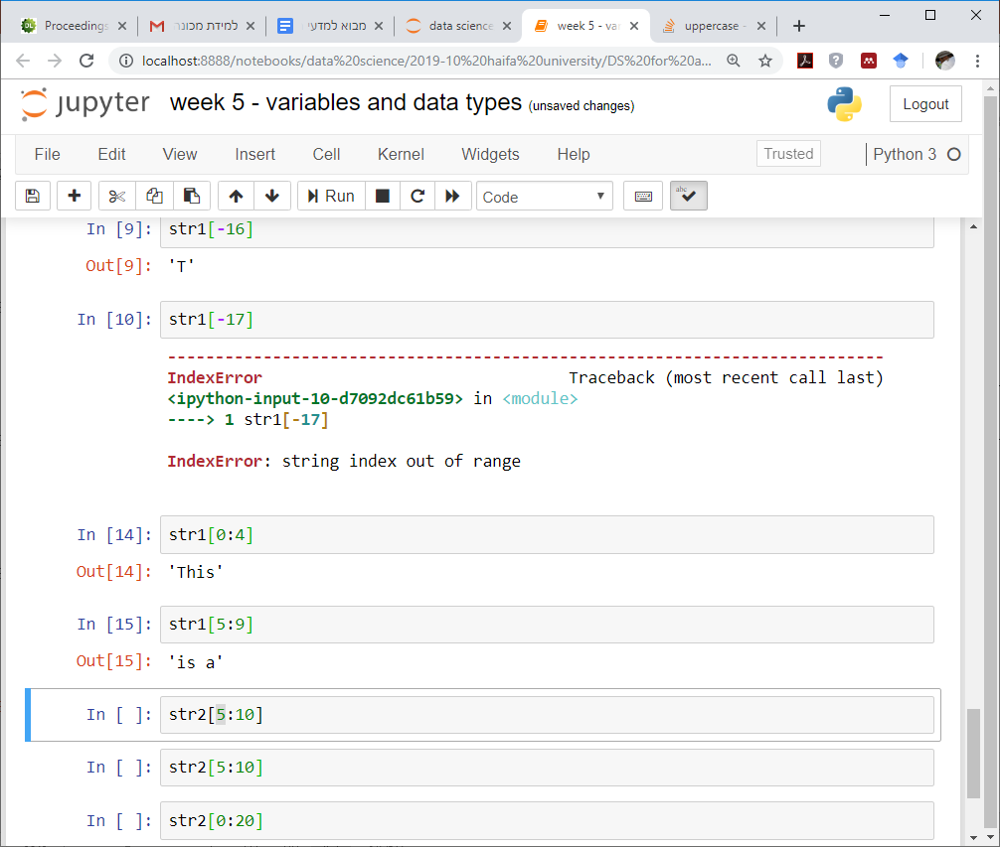 Proceedings
למידת מכונה
מבוא למדעי
data science
week 5 - var
uppercase -
localhost:8888/notebooks/data%20science/2019-10%20haifa%20university/DS%20for%20a...
jupyter week 5 - variables and data types (unsaved changes)
Logout
File Edit View Insert Cell Kernel Widgets Help
Trusted
Python 3
Run
Code
abc
In [9]: str1[-16]
Out[9]: 'T'
In [10]: str1[-17]
---------------------------------------------------------------------------
IndexError Traceback (most recent call last)
<ipython-input-10-d7092dc61b59> in <module>
----> 1 str1[-17]
IndexError: string index out of range
In [14]: str1[0:4]
Out[14]: 'This'
In [15]: str1[5:9]
Out[15]: 'is a'
In [ ]: str2[5:10]
In [ ]: str2[5:10]
In [ ]: str2[0:20]